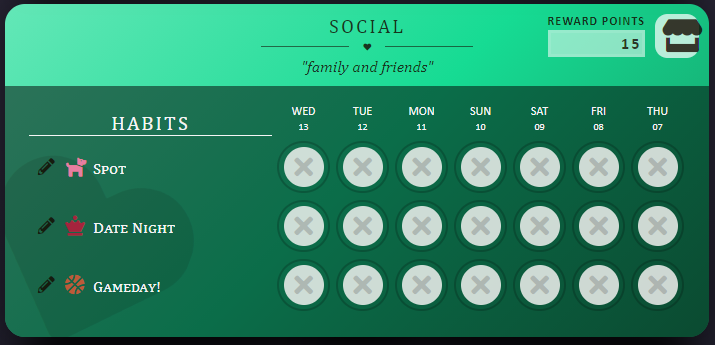 SOCIAL
"family and friends"
REWARD POINTS
15
HABITS
WED TUE MON SUN SAT FRI THU
13 12 11 10 09 08 07
Spot
Date Night
Gameday!